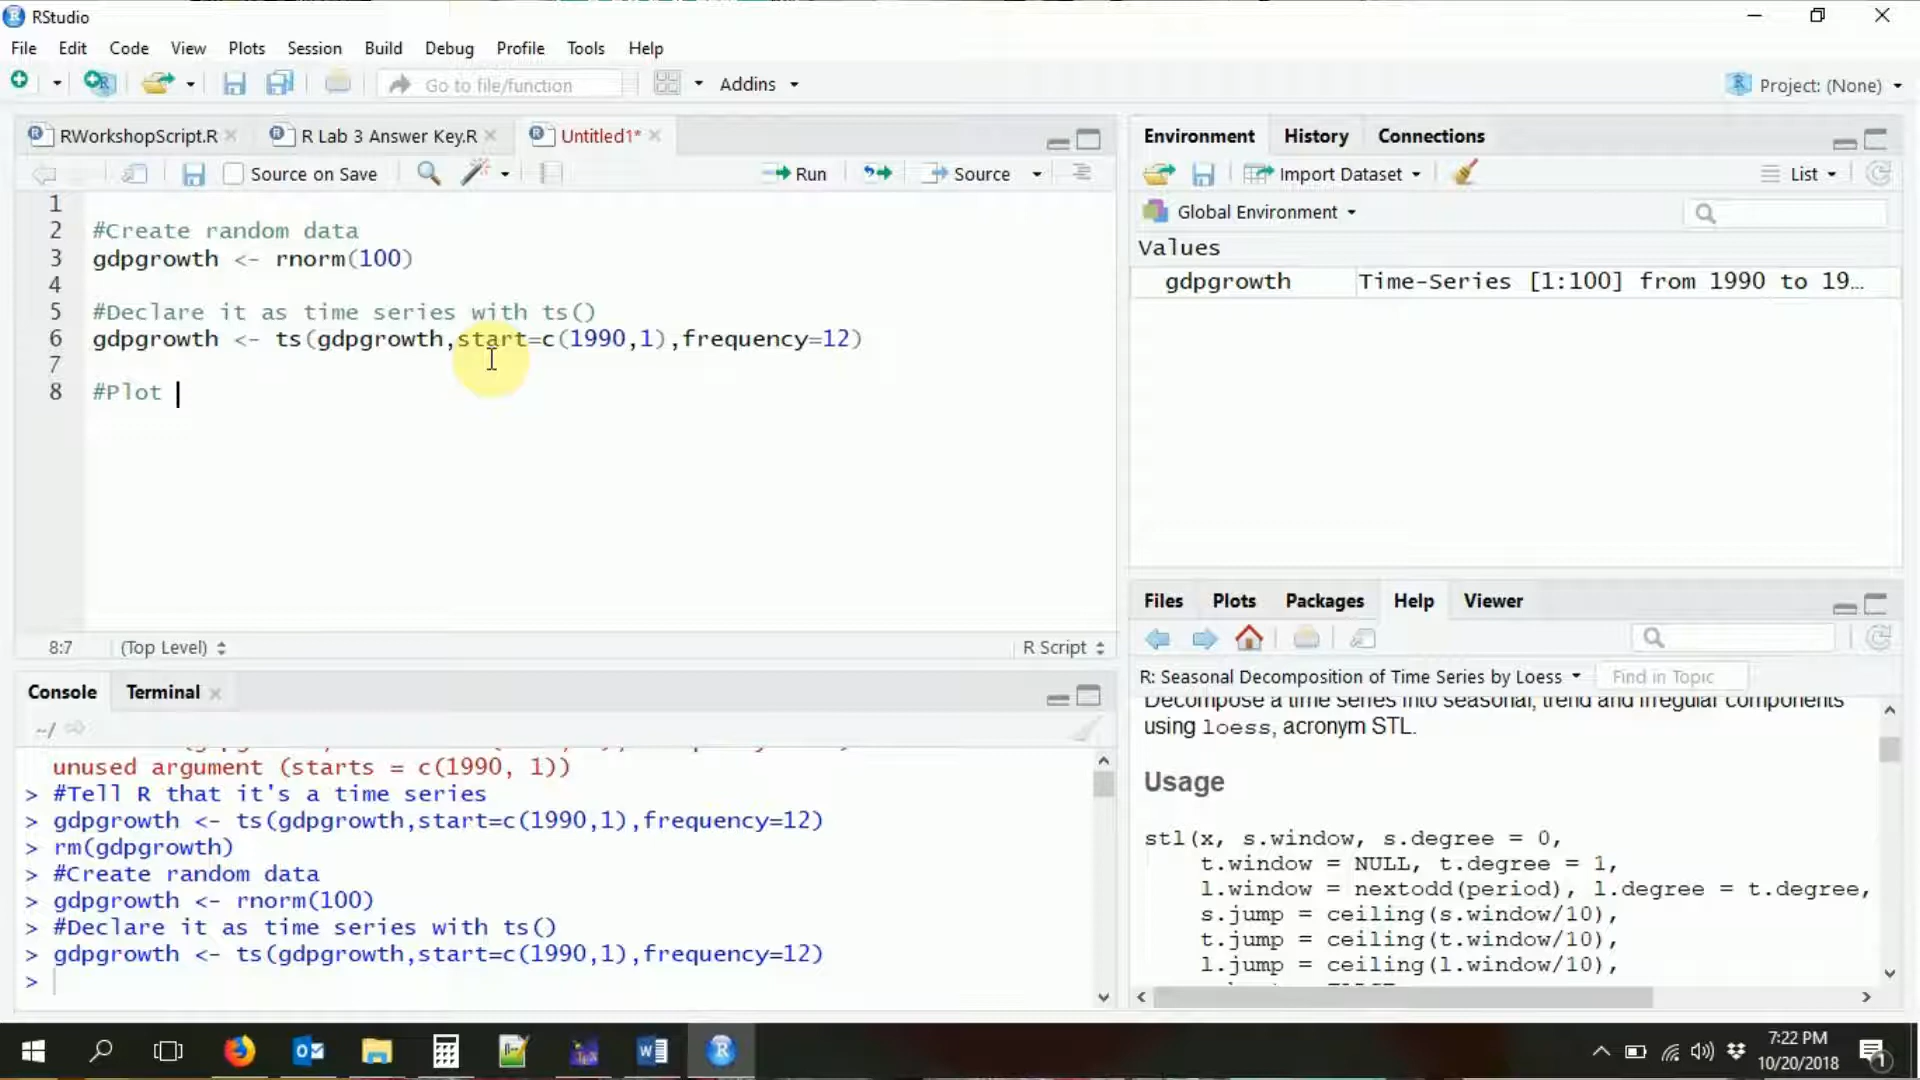 RStudio
File Edit Code View Plots Session Build Debug Profile Tools Help
Go to file/function Addins Project: (None)
RWorkshopScript.R R Lab 3 Answer Key.R Untitled1*
Source on Save Run Source
1
2 #Create random data
3 gdpgrowth <- rnorm(100)
4
5 #Declare it as time series with ts()
6 gdpgrowth <- ts(gdpgrowth,start=c(1990,1),frequency=12)
7
8 #Plot
8:7 (Top Level) R Script
Console Terminal
~/
unused argument (starts = c(1990, 1))
> #Tell R that it's a time series
> gdpgrowth <- ts(gdpgrowth,start=c(1990,1),frequency=12)
> rm(gdpgrowth)
> #Create random data
> gdpgrowth <- rnorm(100)
> #Declare it as time series with ts()
> gdpgrowth <- ts(gdpgrowth,start=c(1990,1),frequency=12)
>
Environment History Connections
Import Dataset List
Global Environment
Values
gdpgrowth Time-Series [1:100] from 1990 to 19…
Files Plots Packages Help Viewer
R: Seasonal Decomposition of Time Series by Loess Find in Topic
Decompose a time series into seasonal, trend and irregular components
using loess, acronym STL.
Usage
stl(x, s.window, s.degree = 0,
t.window = NULL, t.degree = 1,
l.window = nextodd(period), l.degree = t.degree,
s.jump = ceiling(s.window/10),
t.jump = ceiling(t.window/10),
l.jump = ceiling(l.window/10),
7:22 PM
10/20/2018